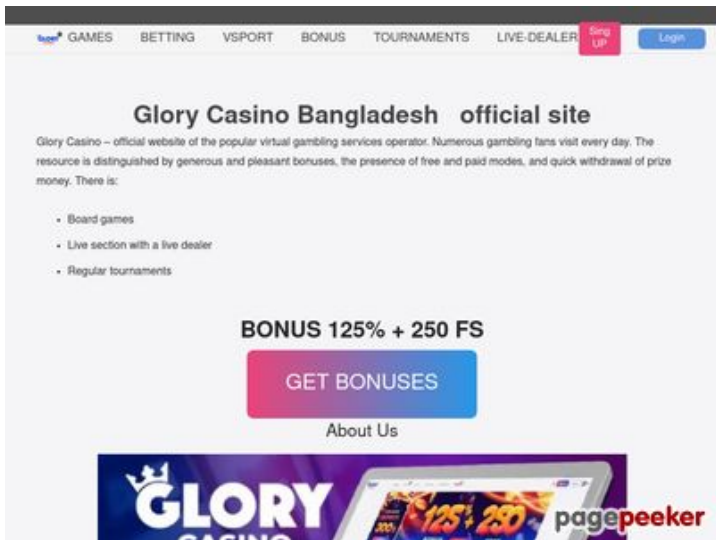 GAMES BETTING VSPORT BONUS TOURNAMENTS LIVE-DEALER Sing UP Login
Glory Casino Bangladesh official site
Glory Casino – official website of the popular virtual gambling services operator. Numerous gambling fans visit every day. The
resource is distinguished by generous and pleasant bonuses, the presence of free and paid modes, and quick withdrawal of prize
money. There is:
• Board games
• Live section with a live dealer
• Regular tournaments
BONUS 125% + 250 FS
GET BONUSES
About Us
GLORY
CASINO
125% 250
pagepeeker